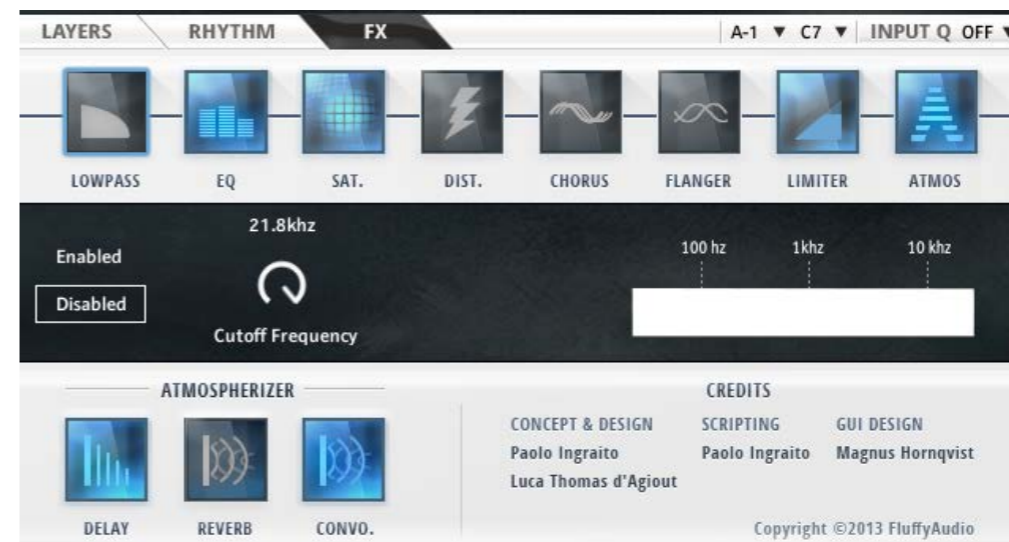 LAYERS RHYTHM FX A-1 ▼ C7 ▼ INPUT Q OFF ▼
LOWPASS EQ SAT. DIST. CHORUS FLANGER LIMITER ATMOS
21.8khz
Enabled
Disabled
Cutoff Frequency
100 hz 1khz 10 khz
ATMOSPHERIZER
DELAY REVERB CONVO.
CREDITS
CONCEPT & DESIGN SCRIPTING GUI DESIGN
Paolo Ingraito Paolo Ingraito Magnus Hornqvist
Luca Thomas d'Agiout
Copyright ©2013 FluffyAudio